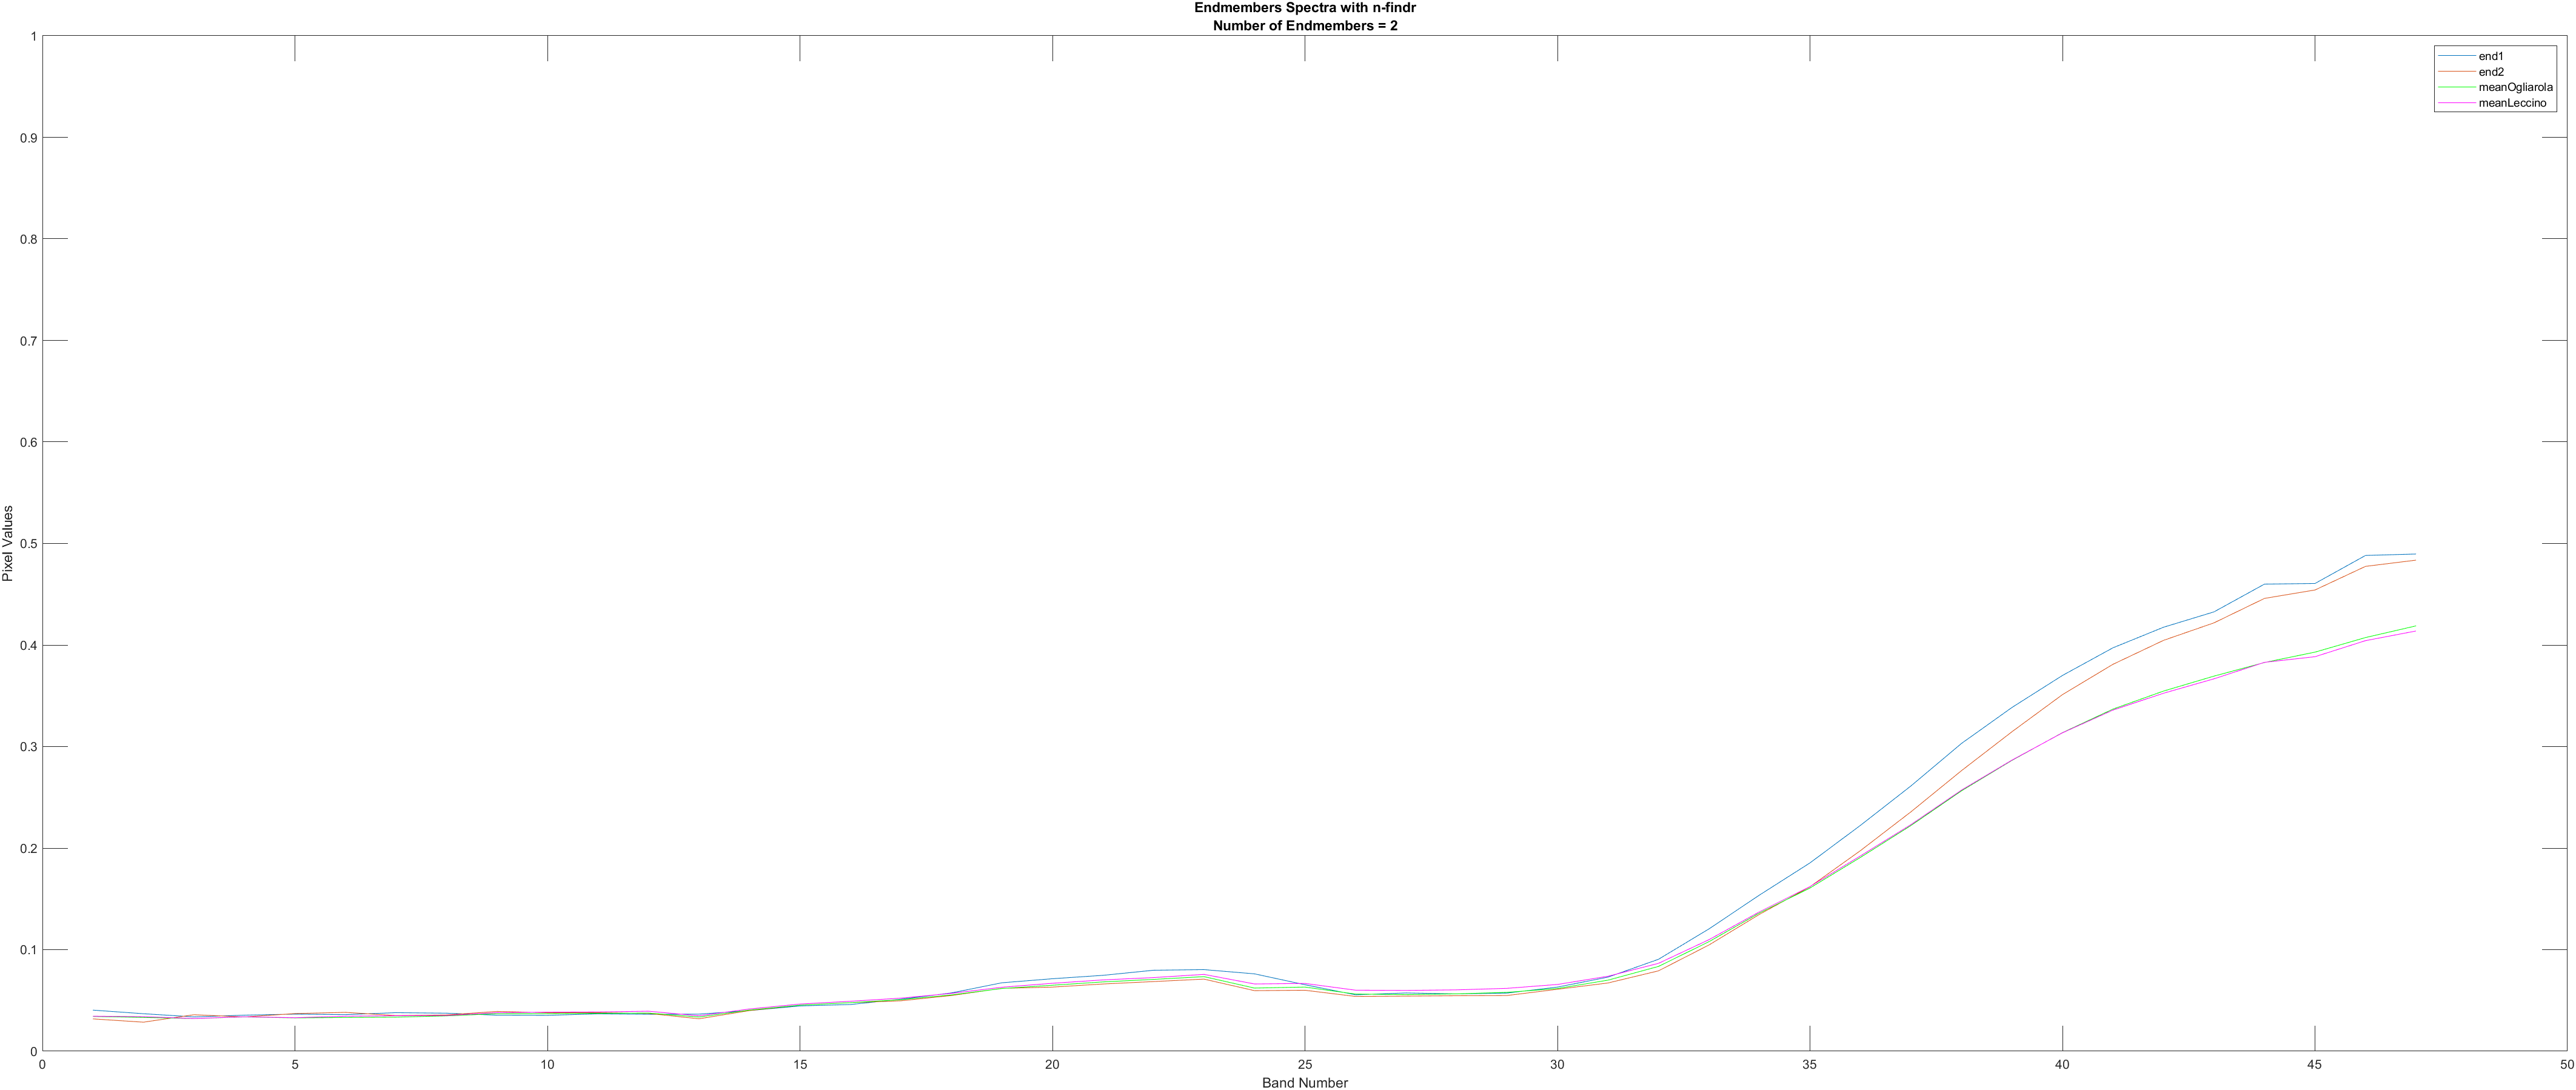 Endmembers Spectra with n-findr
Number of Endmembers = 2
1
0.9
0.8
0.7
0.6
0.5
0.4
0.3
0.2
0.1
0
Pixel Values
end1
end2
meanOgliarola
meanLeccino
0 5 10 15 20 25 30 35 40 45 50
Band Number